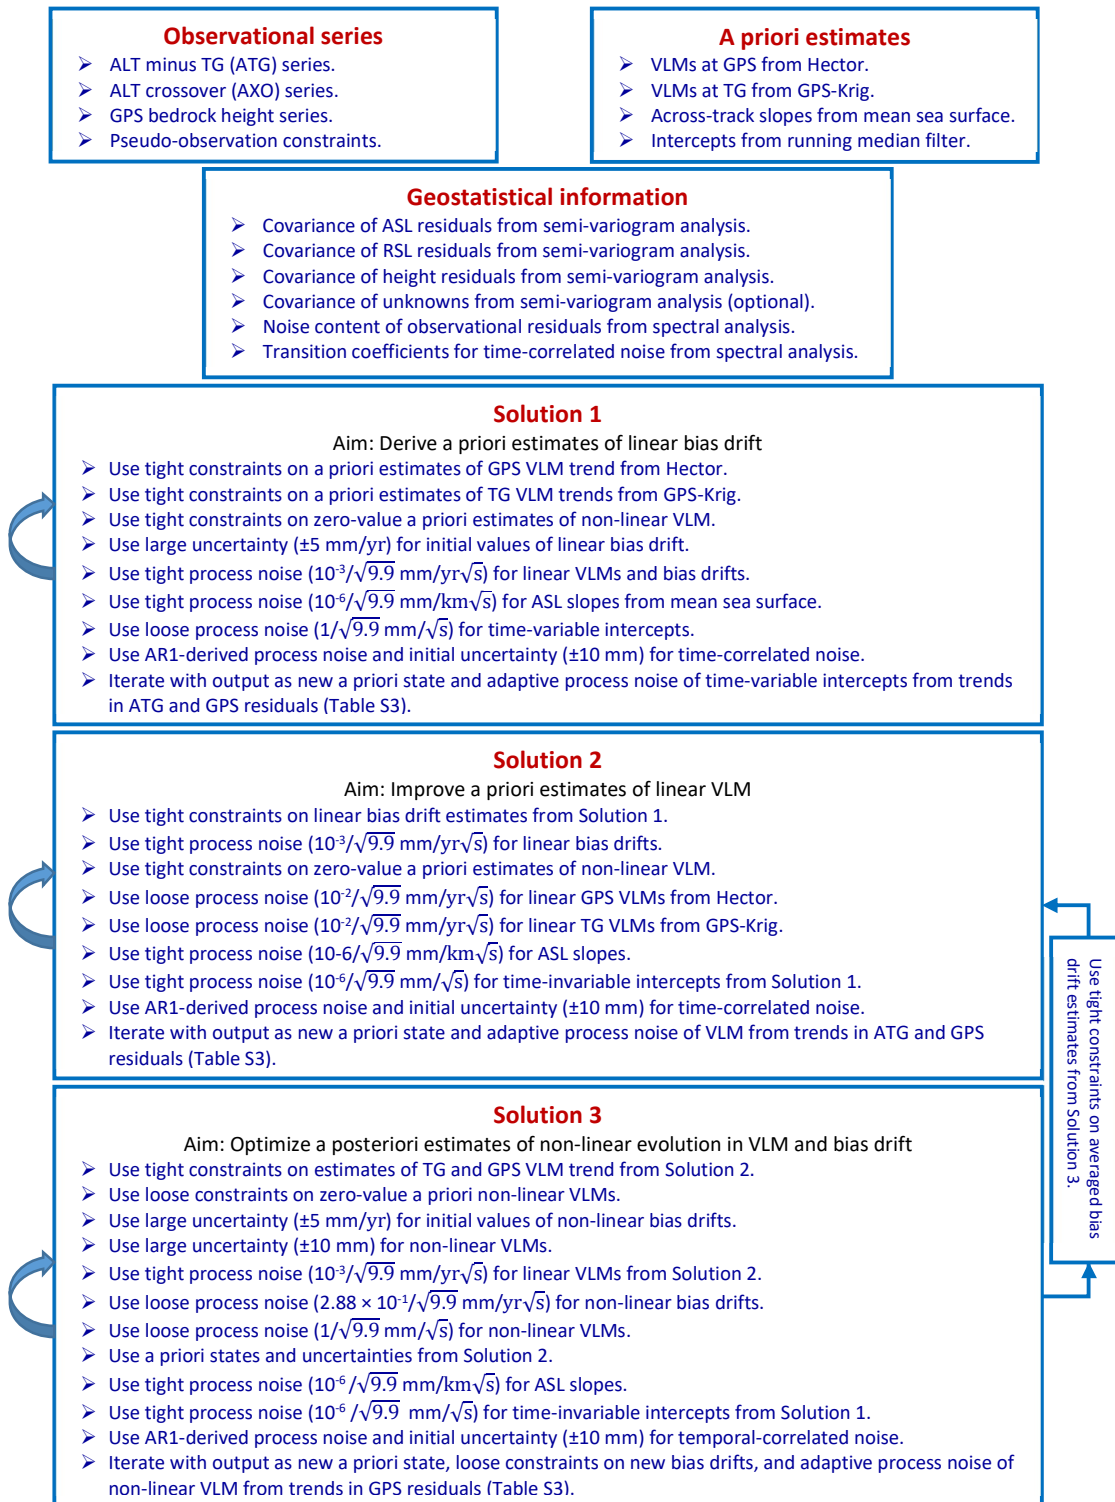 Observational series
➢ ALT minus TG (ATG) series.
➢ ALT crossover (AXO) series.
➢ GPS bedrock height series.
➢ Pseudo-observation constraints.
A priori estimates
➢ VLMs at GPS from Hector.
➢ VLMs at TG from GPS-Krig.
➢ Across-track slopes from mean sea surface.
➢ Intercepts from running median filter.
Geostatistical information
➢ Covariance of ASL residuals from semi-variogram analysis.
➢ Covariance of RSL residuals from semi-variogram analysis.
➢ Covariance of height residuals from semi-variogram analysis.
➢ Covariance of unknowns from semi-variogram analysis (optional).
➢ Noise content of observational residuals from spectral analysis.
➢ Transition coefficients for time-correlated noise from spectral analysis.
Solution 1
Aim: Derive a priori estimates of linear bias drift
➢ Use tight constraints on a priori estimates of GPS VLM trend from Hector.
➢ Use tight constraints on a priori estimates of TG VLM trends from GPS-Krig.
➢ Use tight constraints on zero-value a priori estimates of non-linear VLM.
➢ Use large uncertainty (±5 mm/yr) for initial values of linear bias drift.
➢ Use tight process noise (10⁻³/√9.9 mm/yr√s) for linear VLMs and bias drifts.
➢ Use tight process noise (10⁻⁶/√9.9 mm/km√s) for ASL slopes from mean sea surface.
➢ Use loose process noise (1/√9.9 mm/√s) for time-variable intercepts.
➢ Use AR1-derived process noise and initial uncertainty (±10 mm) for time-correlated noise.
➢ Iterate with output as new a priori state and adaptive process noise of time-variable intercepts from trends
in ATG and GPS residuals (Table S3).
Solution 2
Aim: Improve a priori estimates of linear VLM
➢ Use tight constraints on linear bias drift estimates from Solution 1.
➢ Use tight process noise (10⁻³/√9.9 mm/yr√s) for linear bias drifts.
➢ Use tight constraints on zero-value a priori estimates of non-linear VLM.
➢ Use loose process noise (10⁻²/√9.9 mm/yr√s) for linear GPS VLMs from Hector.
➢ Use loose process noise (10⁻²/√9.9 mm/yr√s) for linear TG VLMs from GPS-Krig.
➢ Use tight process noise (10-6/√9.9 mm/km√s) for ASL slopes.
➢ Use tight process noise (10⁻⁶/√9.9 mm/√s) for time-invariable intercepts from Solution 1.
➢ Use AR1-derived process noise and initial uncertainty (±10 mm) for time-correlated noise.
➢ Iterate with output as new a priori state and adaptive process noise of VLM from trends in ATG and GPS
residuals (Table S3).
Use tight constraints on averaged bias
drift estimates from Solution 3.
Solution 3
Aim: Optimize a posteriori estimates of non-linear evolution in VLM and bias drift
➢ Use tight constraints on estimates of TG and GPS VLM trend from Solution 2.
➢ Use loose constraints on zero-value a priori non-linear VLMs.
➢ Use large uncertainty (±5 mm/yr) for initial values of non-linear bias drifts.
➢ Use large uncertainty (±10 mm) for non-linear VLMs.
➢ Use tight process noise (10⁻³/√9.9 mm/yr√s) for linear VLMs from Solution 2.
➢ Use loose process noise (2.88 × 10⁻¹/√9.9 mm/yr√s) for non-linear bias drifts.
➢ Use loose process noise (1/√9.9 mm/√s) for non-linear VLMs.
➢ Use a priori states and uncertainties from Solution 2.
➢ Use tight process noise (10⁻⁶/√9.9 mm/km√s) for ASL slopes.
➢ Use tight process noise (10⁻⁶/√9.9 mm/√s) for time-invariable intercepts from Solution 1.
➢ Use AR1-derived process noise and initial uncertainty (±10 mm) for temporal-correlated noise.
➢ Iterate with output as new a priori state, loose constraints on new bias drifts, and adaptive process noise of
non-linear VLM from trends in GPS residuals (Table S3).